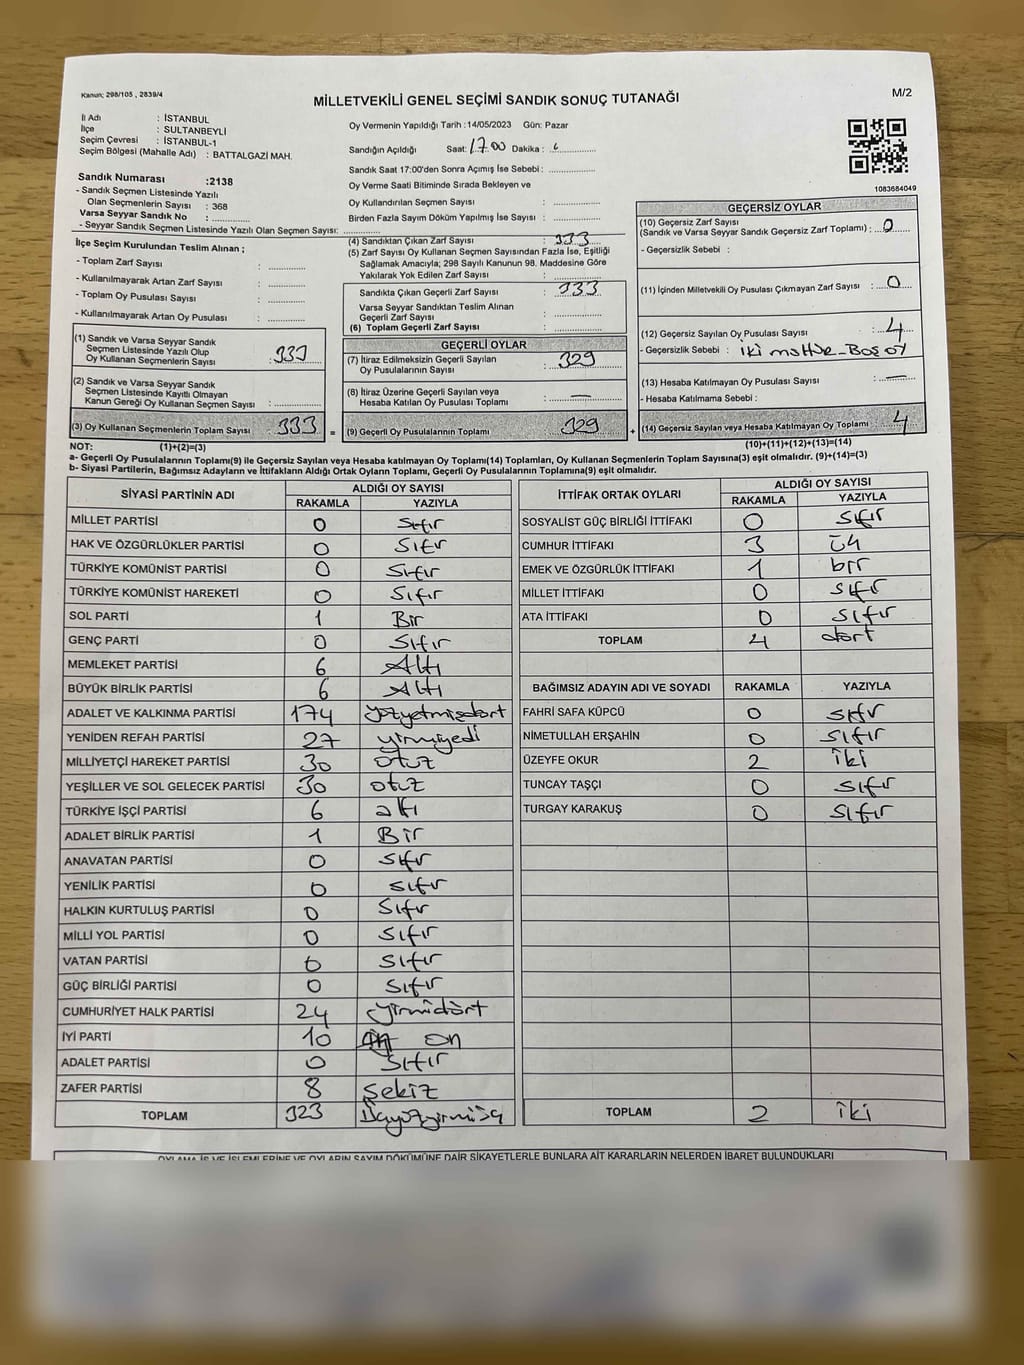 Kanun; 298/105 , 2839/4
MİLLETVEKİLİ GENEL SEÇİMİ SANDIK SONUÇ TUTANAĞI
M/2
İl Adı : İSTANBUL
İlçe : SULTANBEYLİ
Seçim Çevresi : İSTANBUL-1
Seçim Bölgesi (Mahalle Adı) : BATTALGAZİ MAH.
Oy Vermenin Yapıldığı Tarih :14/05/2023 Gün: Pazar
Sandığın Açıldığı Saat: 17.00 Dakika :
Sandık Saat 17:00'den Sonra Açımış İse Sebebi :
Oy Verme Saati Bitiminde Sırada Bekleyen ve
Oy Kullandırılan Seçmen Sayısı :
Birden Fazla Sayım Döküm Yapılmış İse Sayısı :
1083684049
Sandık Numarası :2138
- Sandık Seçmen Listesinde Yazılı
Olan Seçmenlerin Sayısı : 368
Varsa Seyyar Sandık No :
- Seyyar Sandık Seçmen Listesinde Yazılı Olan Seçmen Sayısı:
İlçe Seçim Kurulundan Teslim Alınan ;
- Toplam Zarf Sayısı :
- Kullanılmayarak Artan Zarf Sayısı :
- Toplam Oy Pusulası Sayısı :
- Kullanılmayarak Artan Oy Pusulası :
(1) Sandık ve Varsa Seyyar Sandık
Seçmen Listesinde Yazılı Olup
Oy Kullanan Seçmenlerin Sayısı : 333
(2) Sandık ve Varsa Seyyar Sandık
Seçmen Listesinde Kayıtlı Olmayan
Kanun Gereği Oy Kullanan Seçmen Sayısı :
(3) Oy Kullanan Seçmenlerin Toplam Sayısı : 333 =
(4) Sandıktan Çıkan Zarf Sayısı : 333
(5) Zarf Sayısı Oy Kullanan Seçmen Sayısından Fazla İse, Eşitliği
Sağlamak Amacıyla; 298 Sayılı Kanunun 98. Maddesine Göre
Yakılarak Yok Edilen Zarf Sayısı :
Sandıkta Çıkan Geçerli Zarf Sayısı : 333
Varsa Seyyar Sandıktan Teslim Alınan
Geçerli Zarf Sayısı :
(6) Toplam Geçerli Zarf Sayısı :
GEÇERLİ OYLAR
(7) İtiraz Edilmeksizin Geçerli Sayılan
Oy Pusulalarının Sayısı : 329
(8) İtiraz Üzerine Geçerli Sayılan veya
Hesaba Katılan Oy Pusulası Toplamı : —
(9) Geçerli Oy Pusulalarının Toplamı : 329 +
GEÇERSİZ OYLAR
(10) Geçersiz Zarf Sayısı
(Sandık ve Varsa Seyyar Sandık Geçersiz Zarf Toplamı) : 0
- Geçersizlik Sebebi :
(11) İçinden Milletvekili Oy Pusulası Çıkmayan Zarf Sayısı : 0
(12) Geçersiz Sayılan Oy Pusulası Sayısı : 4
- Geçersizlik Sebebi : iki mühür - Boş oy
(13) Hesaba Katılmayan Oy Pusulası Sayısı : —
- Hesaba Katılmama Sebebi :
(14) Geçersiz Sayılan veya Hesaba Katılmayan Oy Toplamı : 4
NOT: (1)+(2)=(3) (10)+(11)+(12)+(13)=(14)
a- Geçerli Oy Pusulalarının Toplamı(9) ile Geçersiz Sayılan veya Hesaba Katılmayan Oy Toplamı(14) Toplamları, Oy Kullanan Seçmenlerin Toplam Sayısına(3) eşit olmalıdır. (9)+(14)=(3)
b- Siyasi Partilerin, Bağımsız Adayların ve İttifakların Aldığı Ortak Oyların Toplamı, Geçerli Oy Pusulalarının Toplamına(9) eşit olmalıdır.
SİYASİ PARTİNİN ADI ALDIĞI OY SAYISI
RAKAMLA YAZIYLA
MİLLET PARTİSİ 0 Sıfır
HAK VE ÖZGÜRLÜKLER PARTİSİ 0 Sıfır
TÜRKİYE KOMÜNİST PARTİSİ 0 Sıfır
TÜRKİYE KOMÜNİST HAREKETİ 0 Sıfır
SOL PARTİ 1 Bir
GENÇ PARTİ 0 Sıfır
MEMLEKET PARTİSİ 6 Altı
BÜYÜK BİRLİK PARTİSİ 6 Altı
ADALET VE KALKINMA PARTİSİ 174 yüzyetmişdört
YENİDEN REFAH PARTİSİ 27 yirmiyedi
MİLLİYETÇİ HAREKET PARTİSİ 30 otuz
YEŞİLLER VE SOL GELECEK PARTİSİ 30 otuz
TÜRKİYE İŞÇİ PARTİSİ 6 altı
ADALET BİRLİK PARTİSİ 1 Bir
ANAVATAN PARTİSİ 0 sıfır
YENİLİK PARTİSİ 0 sıfır
HALKIN KURTULUŞ PARTİSİ 0 Sıfır
MİLLİ YOL PARTİSİ 0 Sıfır
VATAN PARTİSİ 0 Sıfır
GÜÇ BİRLİĞİ PARTİSİ 0 Sıfır
CUMHURİYET HALK PARTİSİ 24 yirmidört
İYİ PARTİ 10 on
ADALET PARTİSİ 0 Sıfır
ZAFER PARTİSİ 8 Şekiz
TOPLAM 323
İTTİFAK ORTAK OYLARI ALDIĞI OY SAYISI
RAKAMLA YAZIYLA
SOSYALİST GÜÇ BİRLİĞİ İTTİFAKI 0 sıfır
CUMHUR İTTİFAKI 3 üç
EMEK VE ÖZGÜRLÜK İTTİFAKI 1 bir
MİLLET İTTİFAKI 0 sıfır
ATA İTTİFAKI 0 sıfır
TOPLAM 4 dört
BAĞIMSIZ ADAYIN ADI VE SOYADI RAKAMLA YAZIYLA
FAHRİ SAFA KÜPCÜ 0 sıfır
NİMETULLAH ERŞAHİN 0 sıfır
ÜZEYFE OKUR 2 iki
TUNCAY TAŞÇI 0 sıfır
TURGAY KARAKUŞ 0 sıfır
TOPLAM 2 iki
OYLAMA İŞ VE İŞLEMLERİNE VE OYLARIN SAYIM DÖKÜMÜNE DAİR ŞİKAYETLERLE BUNLARA AİT KARARLARIN NELERDEN İBARET BULUNDUKLARI